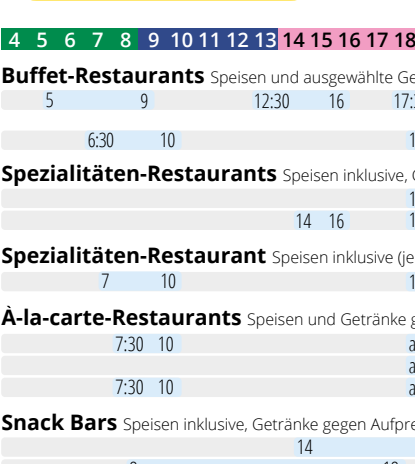 4 5 6 7 8 9 10 11 12 13 14 15 16 17 18
Buffet-Restaurants Speisen und ausgewählte Ge
5 9 12:30 16 17:
6:30 10 1
Spezialitäten-Restaurants Speisen inklusive, G
1
14 16 1
Spezialitäten-Restaurant Speisen inklusive (je
7 10 1
À-la-carte-Restaurants Speisen und Getränke g
7:30 10 a
a
7:30 10 a
Snack Bars Speisen inklusive, Getränke gegen Aufpre
14